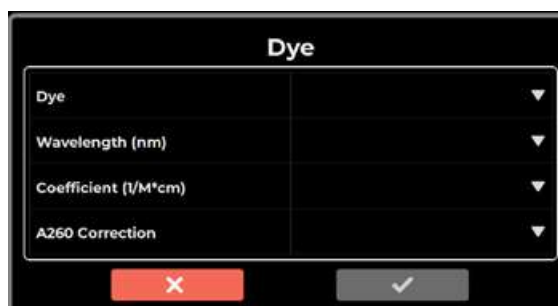 Dye
Dye
Wavelength (nm)
Coefficient (1/M*cm)
A260 Correction